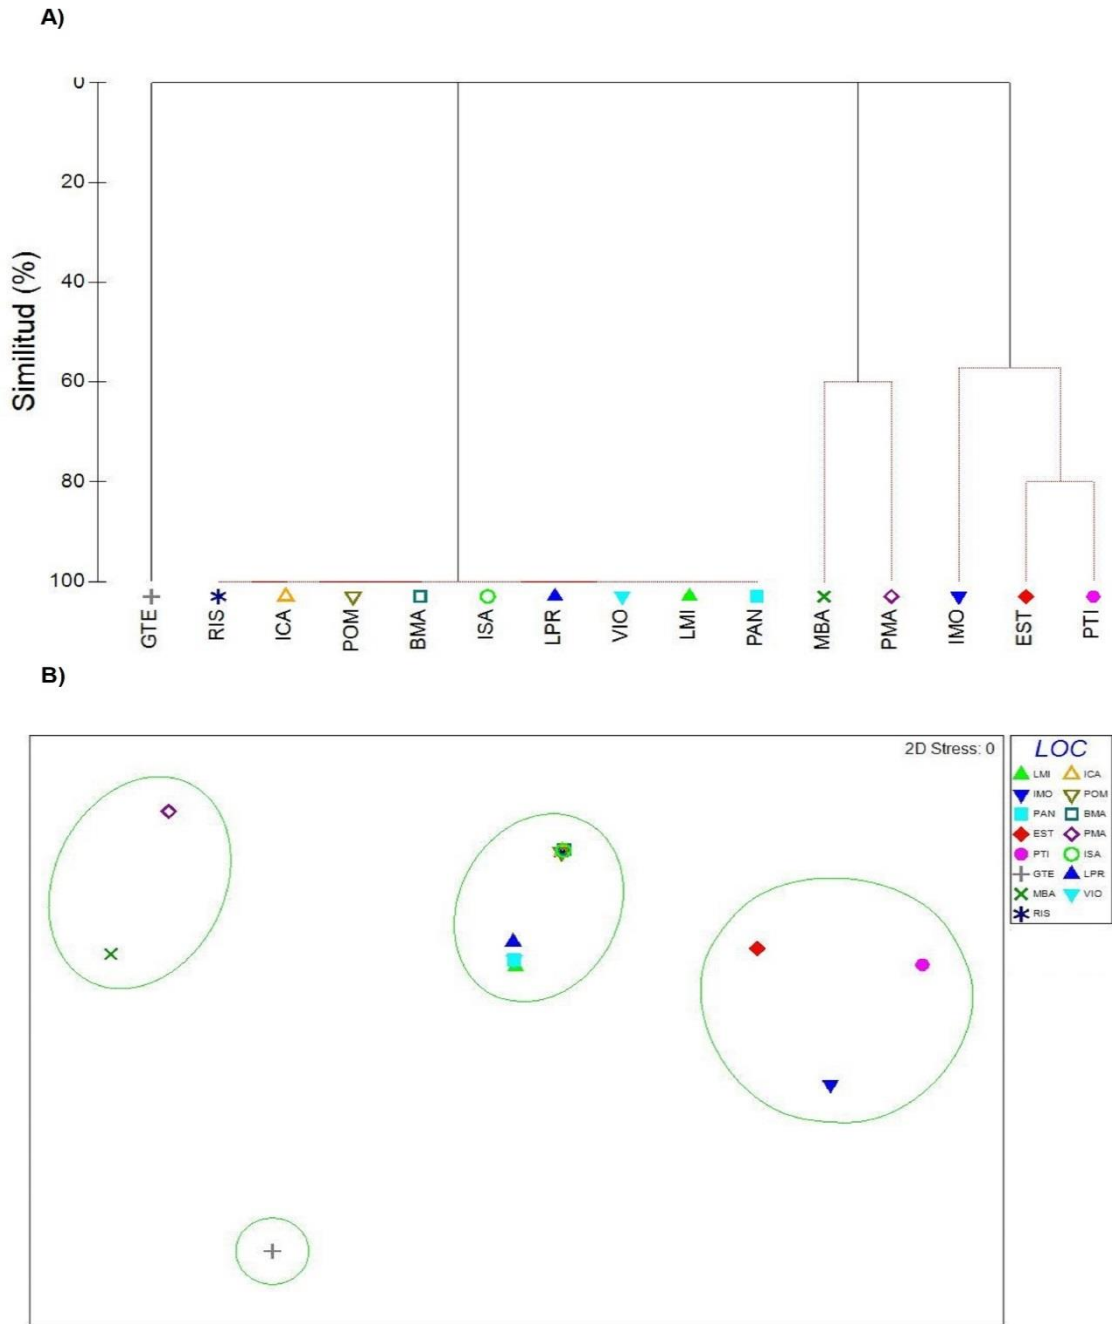 A)
0
20
40
60
80
100
Similitud (%)
GTE
RIS
ICA
POM
BMA
ISA
LPR
VIO
LMI
PAN
MBA
PMA
IMO
EST
PTI
B)
2D Stress: 0
LOC
LMI ICA
IMO POM
PAN BMA
EST PMA
PTI ISA
GTE LPR
MBA VIO
RIS